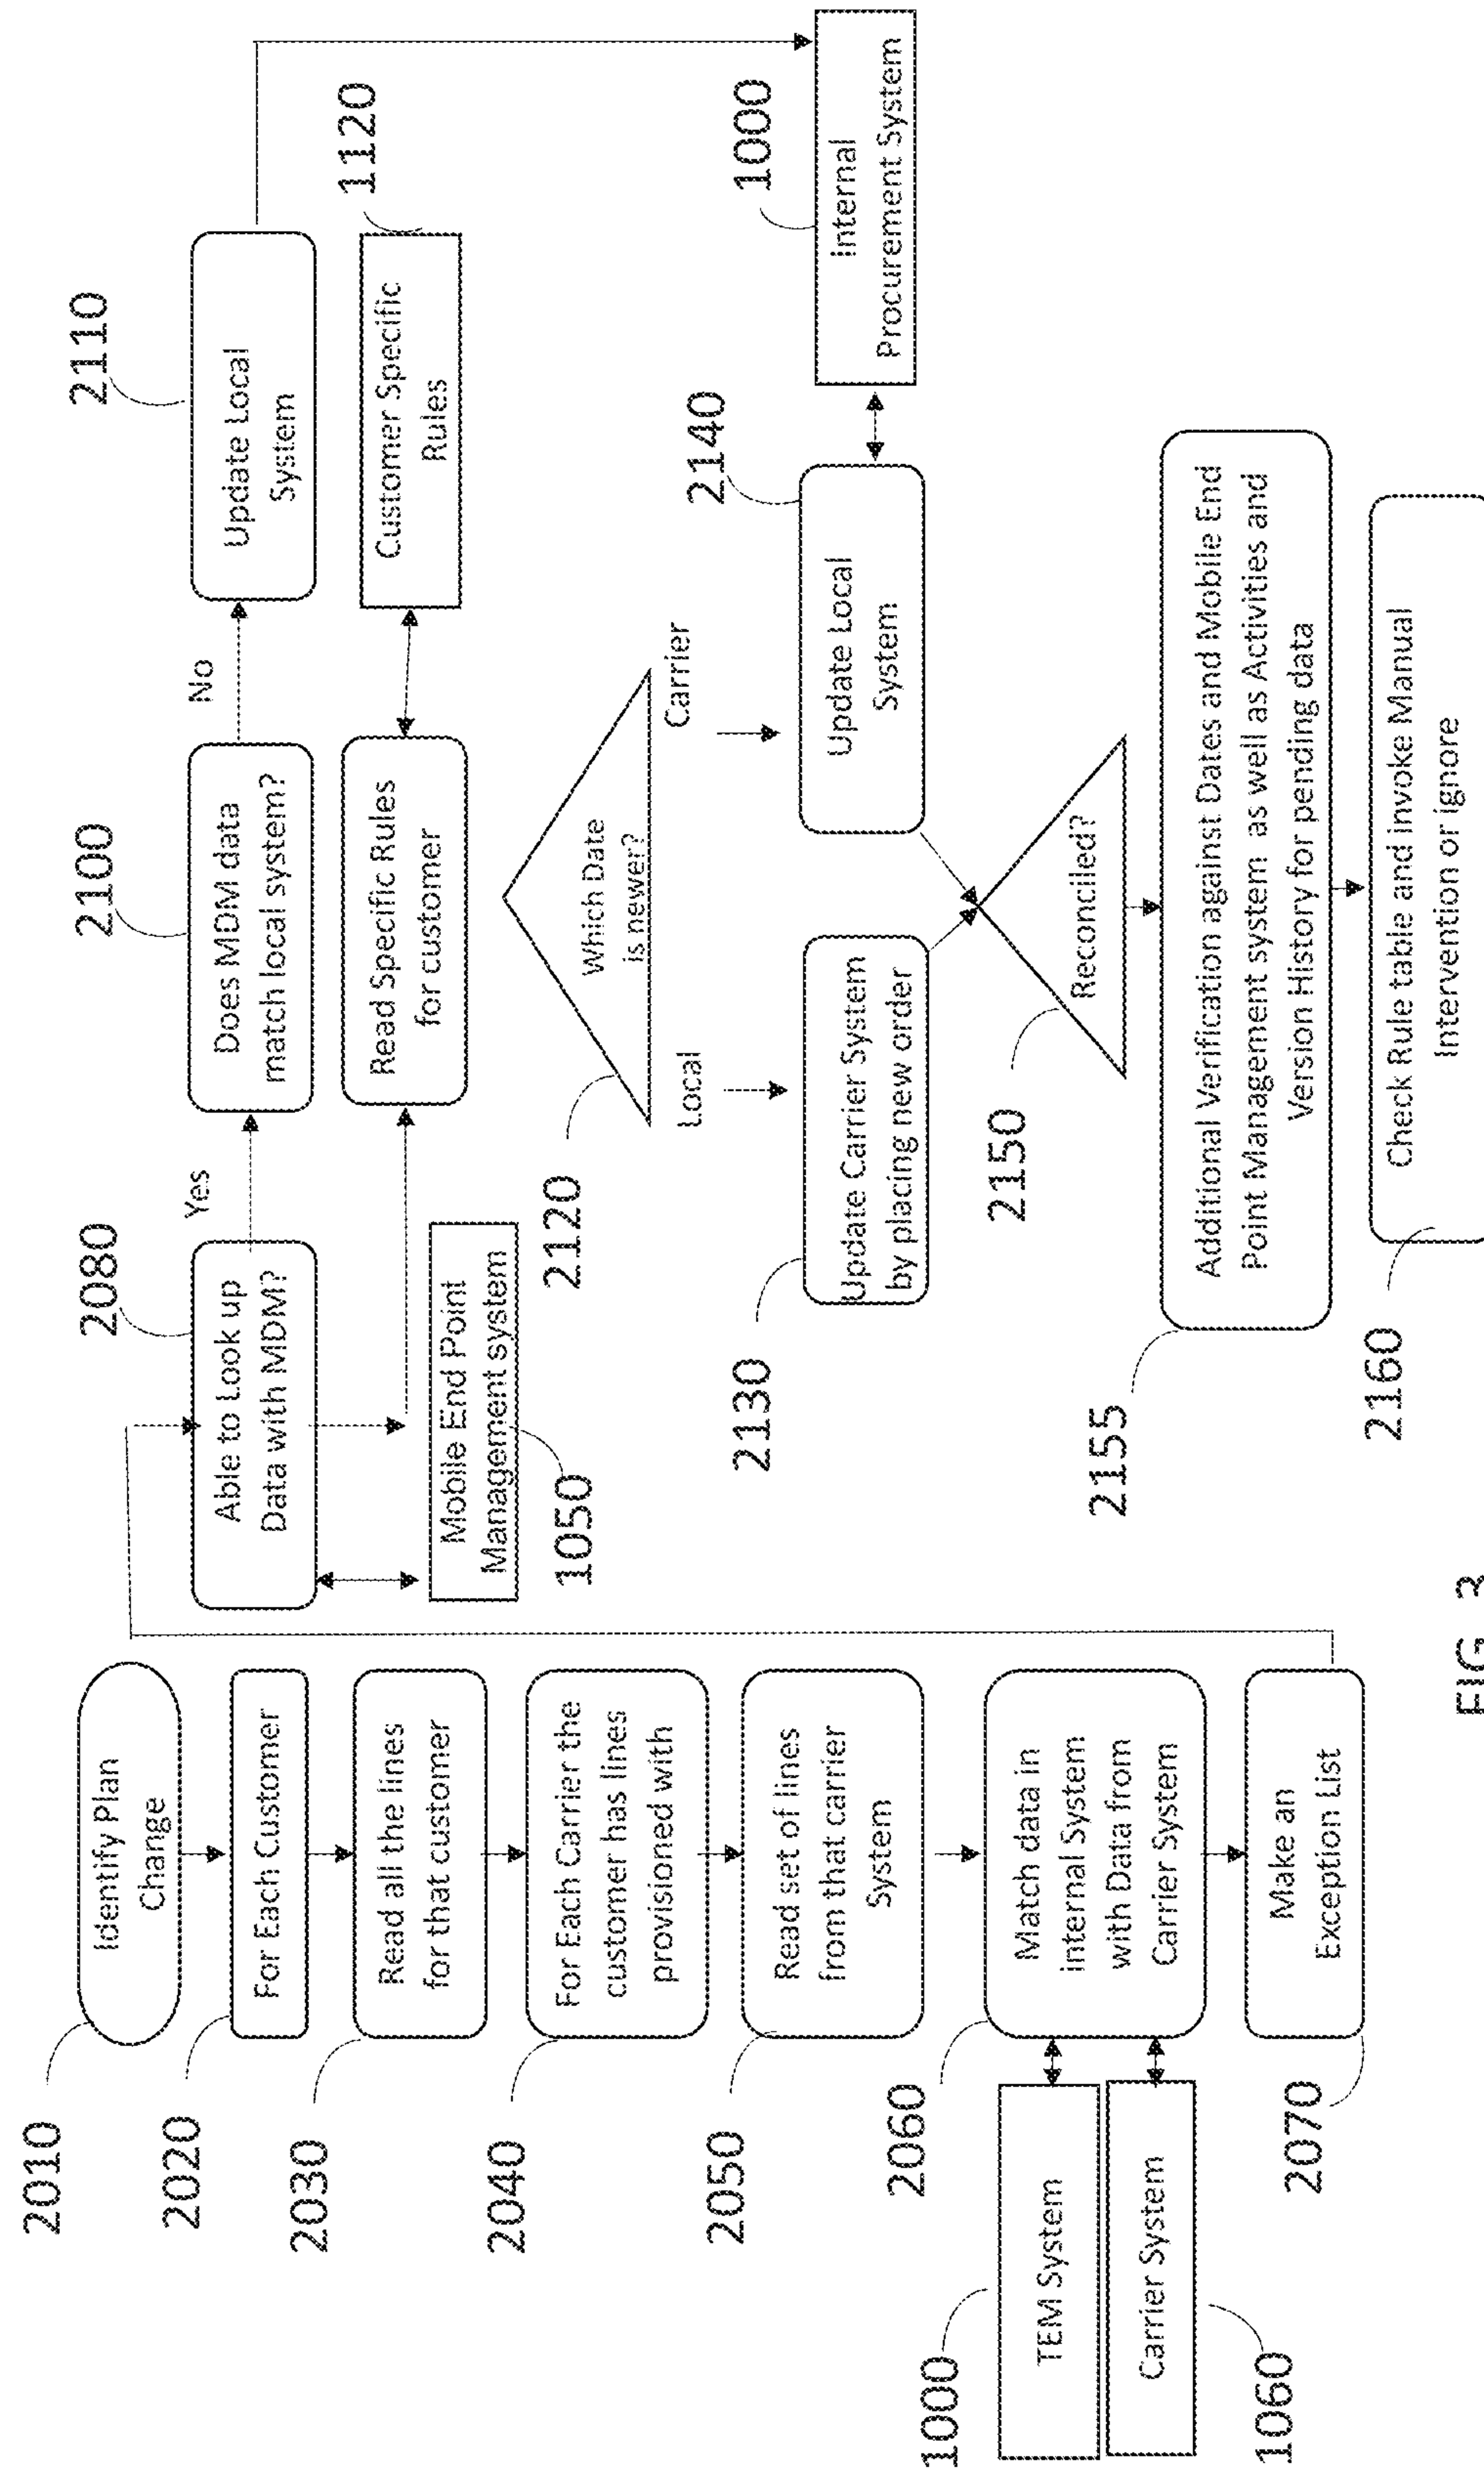 2010
Identify Plan
Change
2020
For Each Customer
2030
Read all the lines
for that customer
2040
For Each Carrier the
customer has lines
provisioned with
2050
Read set of lines
from that carrier
System
2060
Match data in
internal System
with Data from
Carrier System
1000
TEM System
Carrier System
1060
2070
Make an
Exception List
2080
Able to Look up
Data with MDM?
Yes
Mobile End Point
Management system
1050
2100
Does MDM data
match local system?
No
2110
Update Local
System
Read Specific Rules
for customer
1120
Customer Specific
Rules
2120
Which Date
is newer?
Local
Carrier
2130
Update Carrier System
by placing new order
2140
Update Local
System
1000
Internal
Procurement System
2150
Reconciled?
2155
Additional Verification against Dates and Mobile End
Point Management system as well as Activities and
Version History for pending data
2160
Check Rule table and invoke Manual
Intervention or ignore
FIG. 3